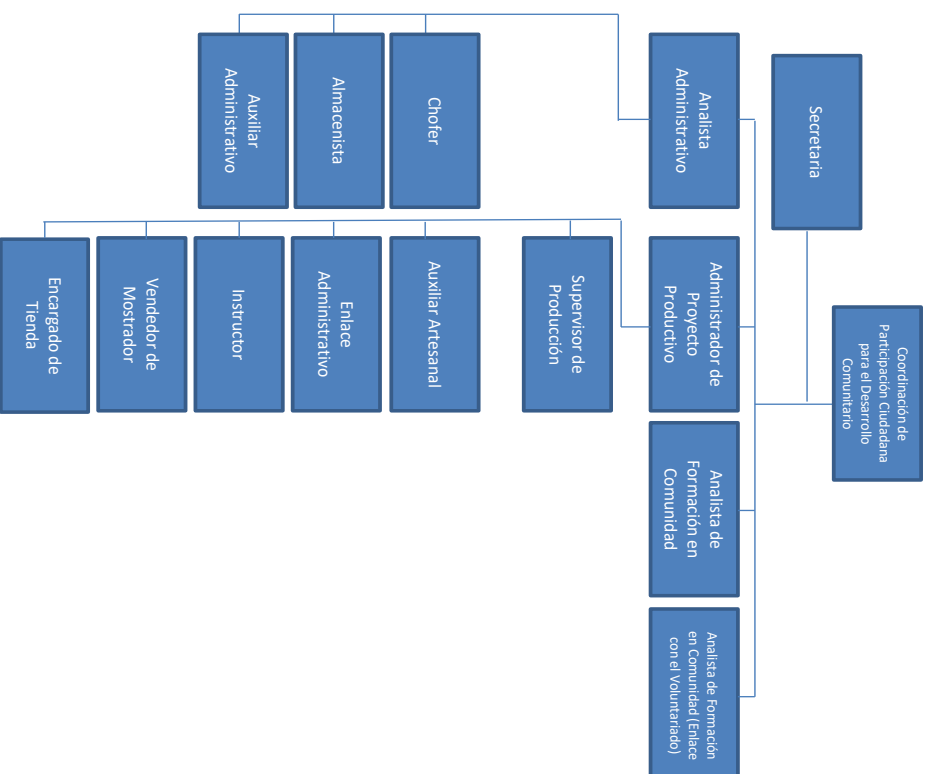 Coordinación de
Participación Ciudadana
para el Desarrollo
Comunitario
Secretaria
Analista
Administrativo
Administrador de
Proyecto
Productivo
Analista de
Formación en
Comunidad
Analista de Formación
en Comunidad (Enlace
con el Voluntariado)
Chofer
Almacenista
Auxiliar
Administrativo
Supervisor de
Producción
Auxiliar Artesanal
Enlace
Administrativo
Instructor
Vendedor de
Mostrador
Encargado de
Tienda